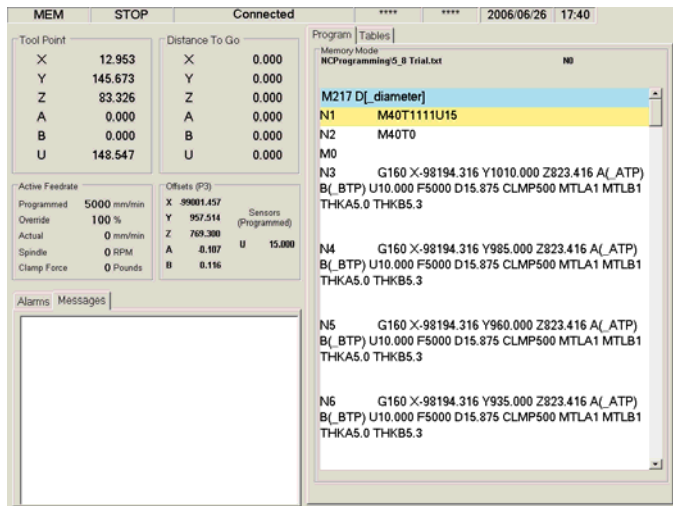 MEM STOP Connected **** **** 2006/06/26 17:40
Tool Point
X 12.953
Y 145.673
Z 83.326
A 0.000
B 0.000
U 148.547
Distance To Go
X 0.000
Y 0.000
Z 0.000
A 0.000
B 0.000
U 0.000
Active Feedrate
Programmed 5000 mm/min
Override 100 %
Actual 0 mm/min
Spindle 0 RPM
Clamp Force 0 Pounds
Offsets (P3)
X -99001.457
Y 957.514
Z 769.300
A -0.107
B 0.116
Sensors
(Programmed)
U 15.000
Alarms Messages
Program Tables
Memory Mode
NCProgramming\5_8 Trial.txt N0
M217 D[_diameter]
N1 M40T1111U15
N2 M40T0
M0
N3 G160 X-98194.316 Y1010.000 Z823.416 A(_ATP)
B(_BTP) U10.000 F5000 D15.875 CLMP500 MTLA1 MTLB1
THKA5.0 THKB5.3
N4 G160 X-98194.316 Y985.000 Z823.416 A(_ATP)
B(_BTP) U10.000 F5000 D15.875 CLMP500 MTLA1 MTLB1
THKA5.0 THKB5.3
N5 G160 X-98194.316 Y960.000 Z823.416 A(_ATP)
B(_BTP) U10.000 F5000 D15.875 CLMP500 MTLA1 MTLB1
THKA5.0 THKB5.3
N6 G160 X-98194.316 Y935.000 Z823.416 A(_ATP)
B(_BTP) U10.000 F5000 D15.875 CLMP500 MTLA1 MTLB1
THKA5.0 THKB5.3